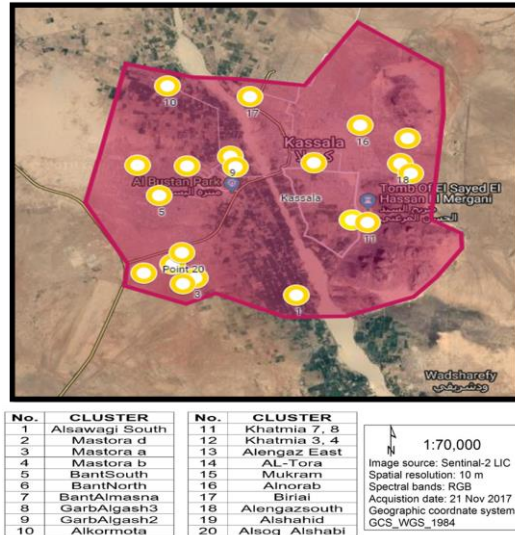 10
17
Kassala
كسلا
16
9
Al Bustan Park
18
Tomb Of El Sayed El
Hassan El Mergani
Kassala
5
11
Point 20
3
1
Wadsharefy
ودشريفي
No. CLUSTER
1 Alsawagi South
2 Mastora d
3 Mastora a
4 Mastora b
5 BantSouth
6 BantNorth
7 BantAlmasna
8 GarbAlgash3
9 GarbAlgash2
10 Alkormota
No. CLUSTER
11 Khatmia 7, 8
12 Khatmia 3, 4
13 Alengaz East
14 AL-Tora
15 Mukram
16 Alnorab
17 Biriai
18 Alengazsouth
19 Alshahid
20 Alsog Alshabi
N
1:70,000
Image source: Sentinal-2 LIC
Spatial resolution: 10 m
Spectral bands: RGB
Acquistion date: 21 Nov 2017
Geographic coordnate system
GCS_WGS_1984